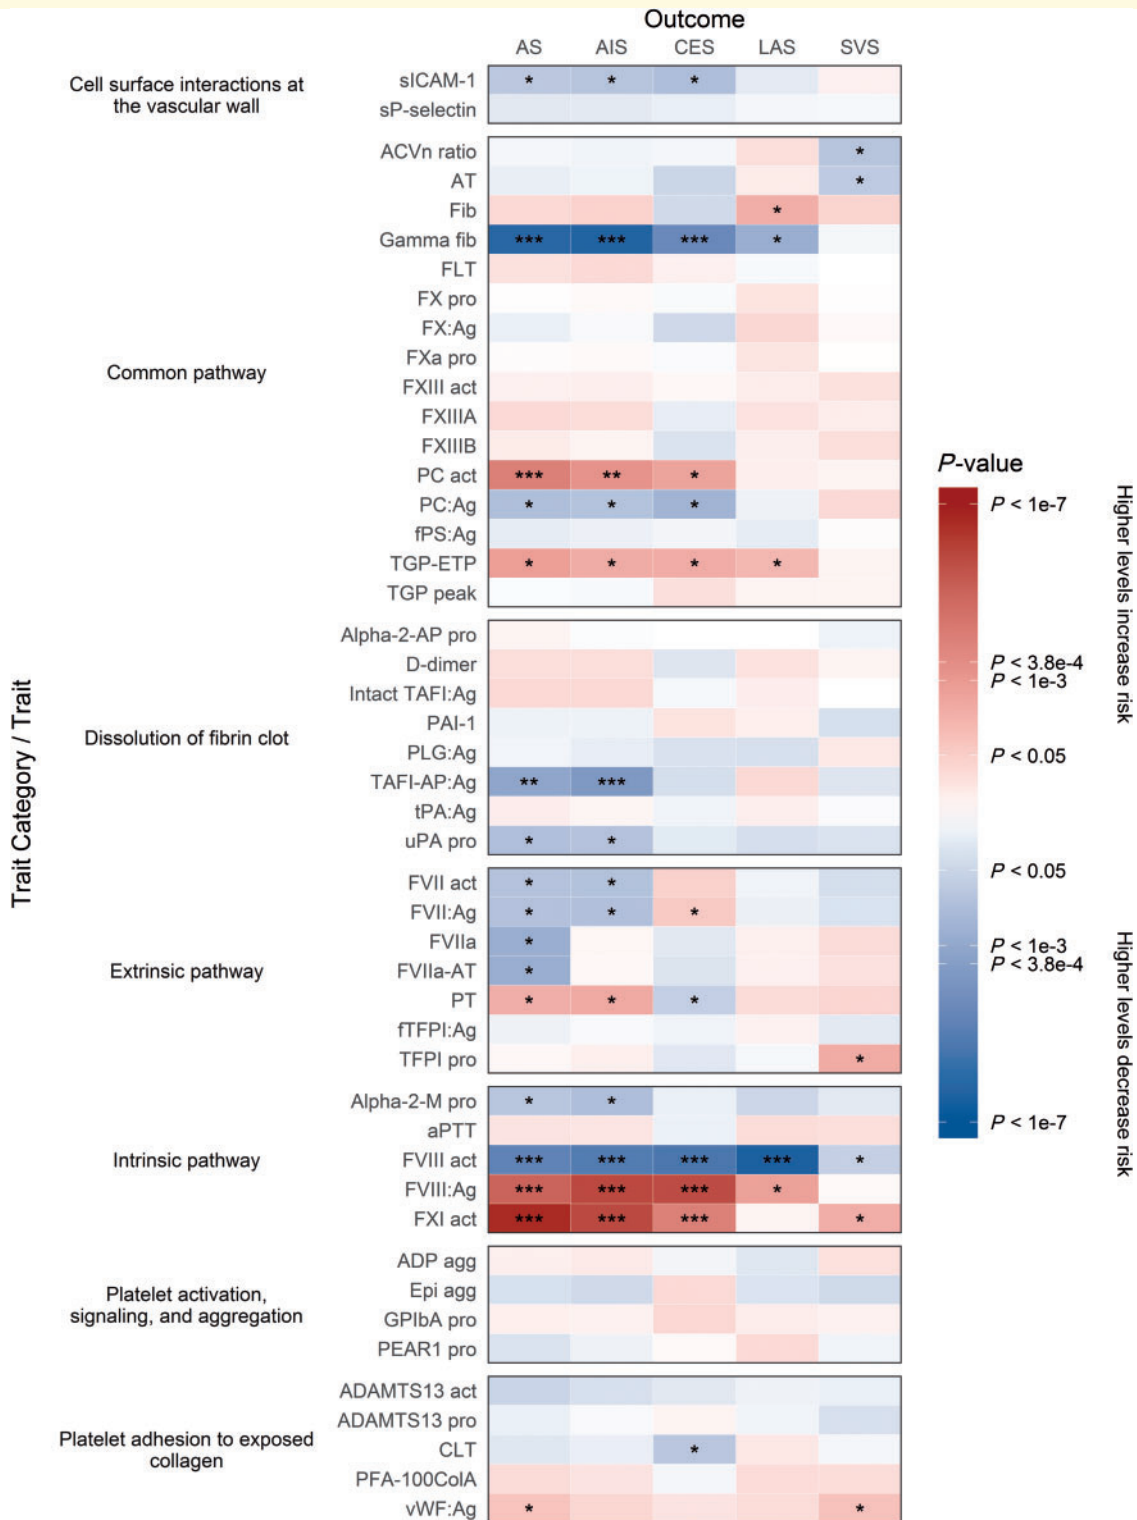 Outcome
AS AIS CES LAS SVS
Trait Category / Trait
Cell surface interactions at
the vascular wall
sICAM-1 * * *
sP-selectin
Common pathway
ACVn ratio *
AT *
Fib *
Gamma fib *** *** *** *
FLT
FX pro
FX:Ag
FXa pro
FXIII act
FXIIIA
FXIIIB
PC act *** ** *
PC:Ag * * *
fPS:Ag
TGP-ETP * * * *
TGP peak
Dissolution of fibrin clot
Alpha-2-AP pro
D-dimer
Intact TAFI:Ag
PAI-1
PLG:Ag
TAFI-AP:Ag ** ***
tPA:Ag
uPA pro * *
Extrinsic pathway
FVII act * *
FVII:Ag * * *
FVIIa *
FVIIa-AT *
PT * * *
fTFPI:Ag
TFPI pro *
Intrinsic pathway
Alpha-2-M pro * *
aPTT
FVIII act *** *** *** *** *
FVIII:Ag *** *** *** *
FXI act *** *** *** *
Platelet activation,
signaling, and aggregation
ADP agg
Epi agg
GPIbA pro
PEAR1 pro
Platelet adhesion to exposed
collagen
ADAMTS13 act
ADAMTS13 pro
CLT *
PFA-100ColA
vWF:Ag * *
P-value
P < 1e-7
P < 3.8e-4
P < 1e-3
P < 0.05
P < 0.05
P < 1e-3
P < 3.8e-4
P < 1e-7
Higher levels increase risk
Higher levels decrease risk